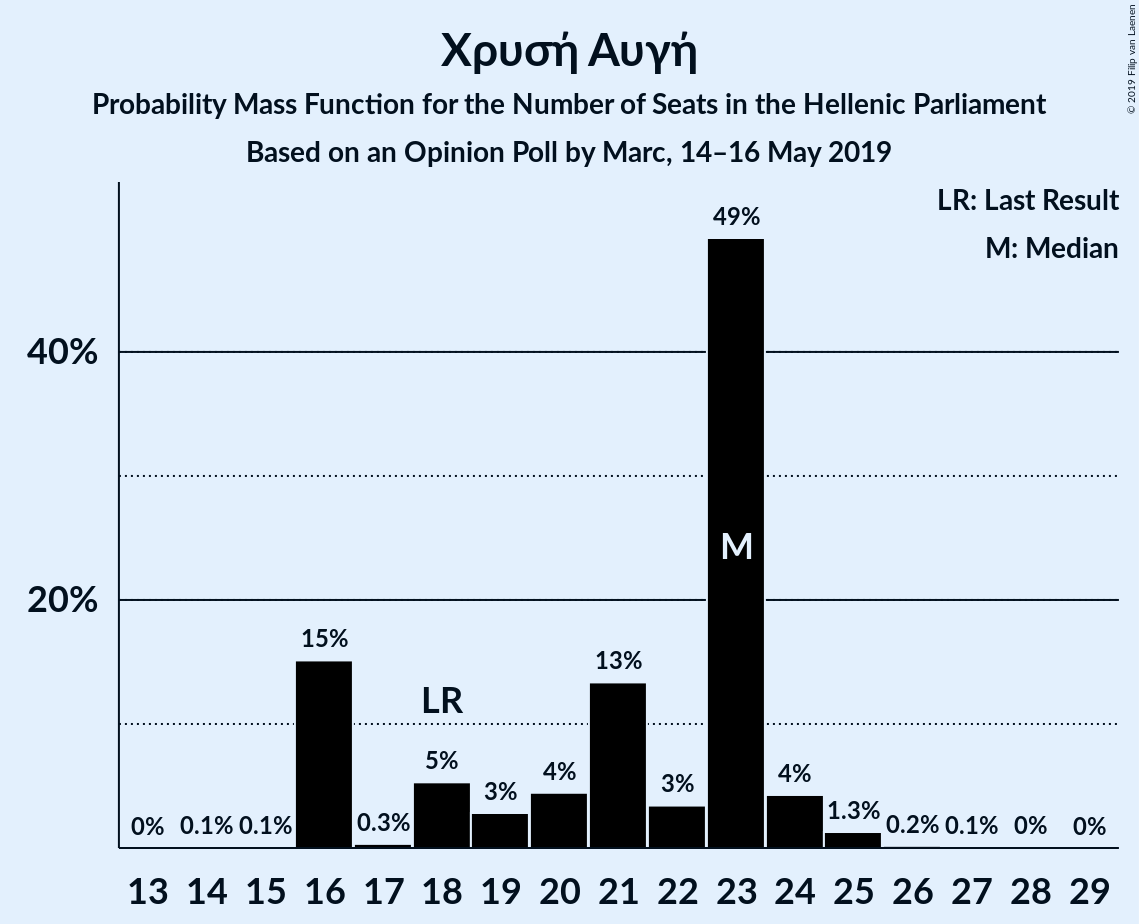 Χρυσή Αυγή
Probability Mass Function for the Number of Seats in the Hellenic Parliament
Based on an Opinion Poll by Marc, 14–16 May 2019
© 2019 Filip van Laenen
LR: Last Result
M: Median
49%
40%
M
20%
15%
13%
LR
5%
3%
4%
3%
4%
1.3%
0% 0.1% 0.1% 0.3% 0.2% 0.1% 0% 0%
13 14 15 16 17 18 19 20 21 22 23 24 25 26 27 28 29